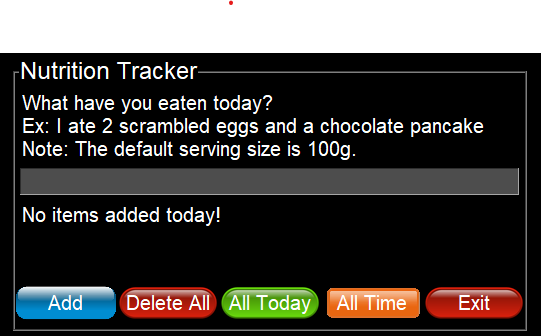 Nutrition Tracker
What have you eaten today?
Ex: I ate 2 scrambled eggs and a chocolate pancake
Note: The default serving size is 100g.
No items added today!
Add Delete All All Today All Time Exit